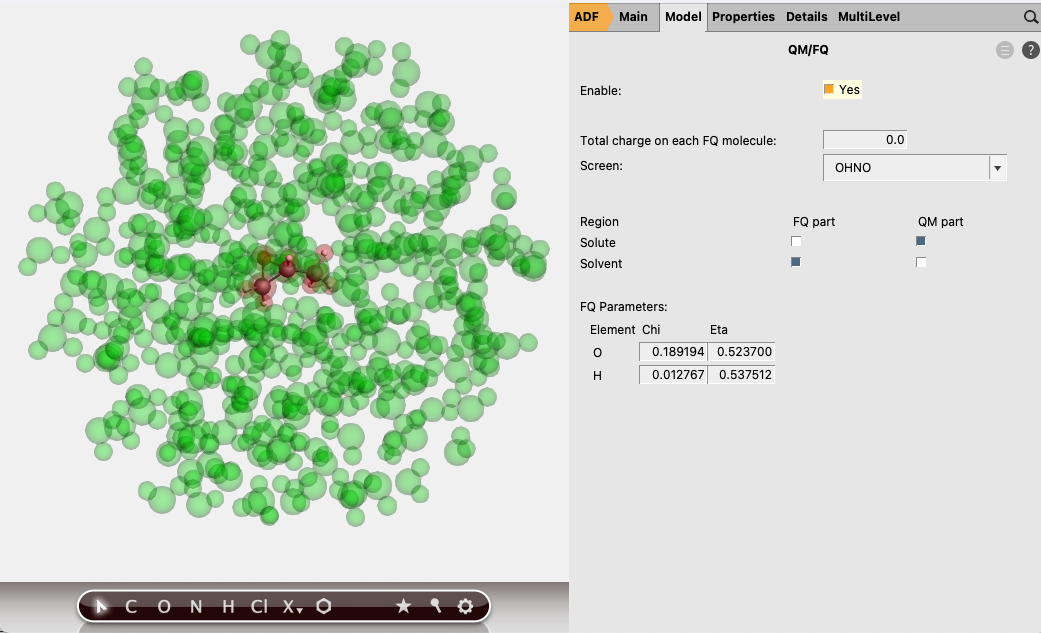 ADF Main Model Properties Details MultiLevel
QM/FQ
?
Enable: Yes
Total charge on each FQ molecule: 0.0
Screen: OHNO
Region FQ part QM part
Solute
Solvent
FQ Parameters:
Element Chi Eta
O 0.189194 0.523700
H 0.012767 0.537512
C O N H Cl X